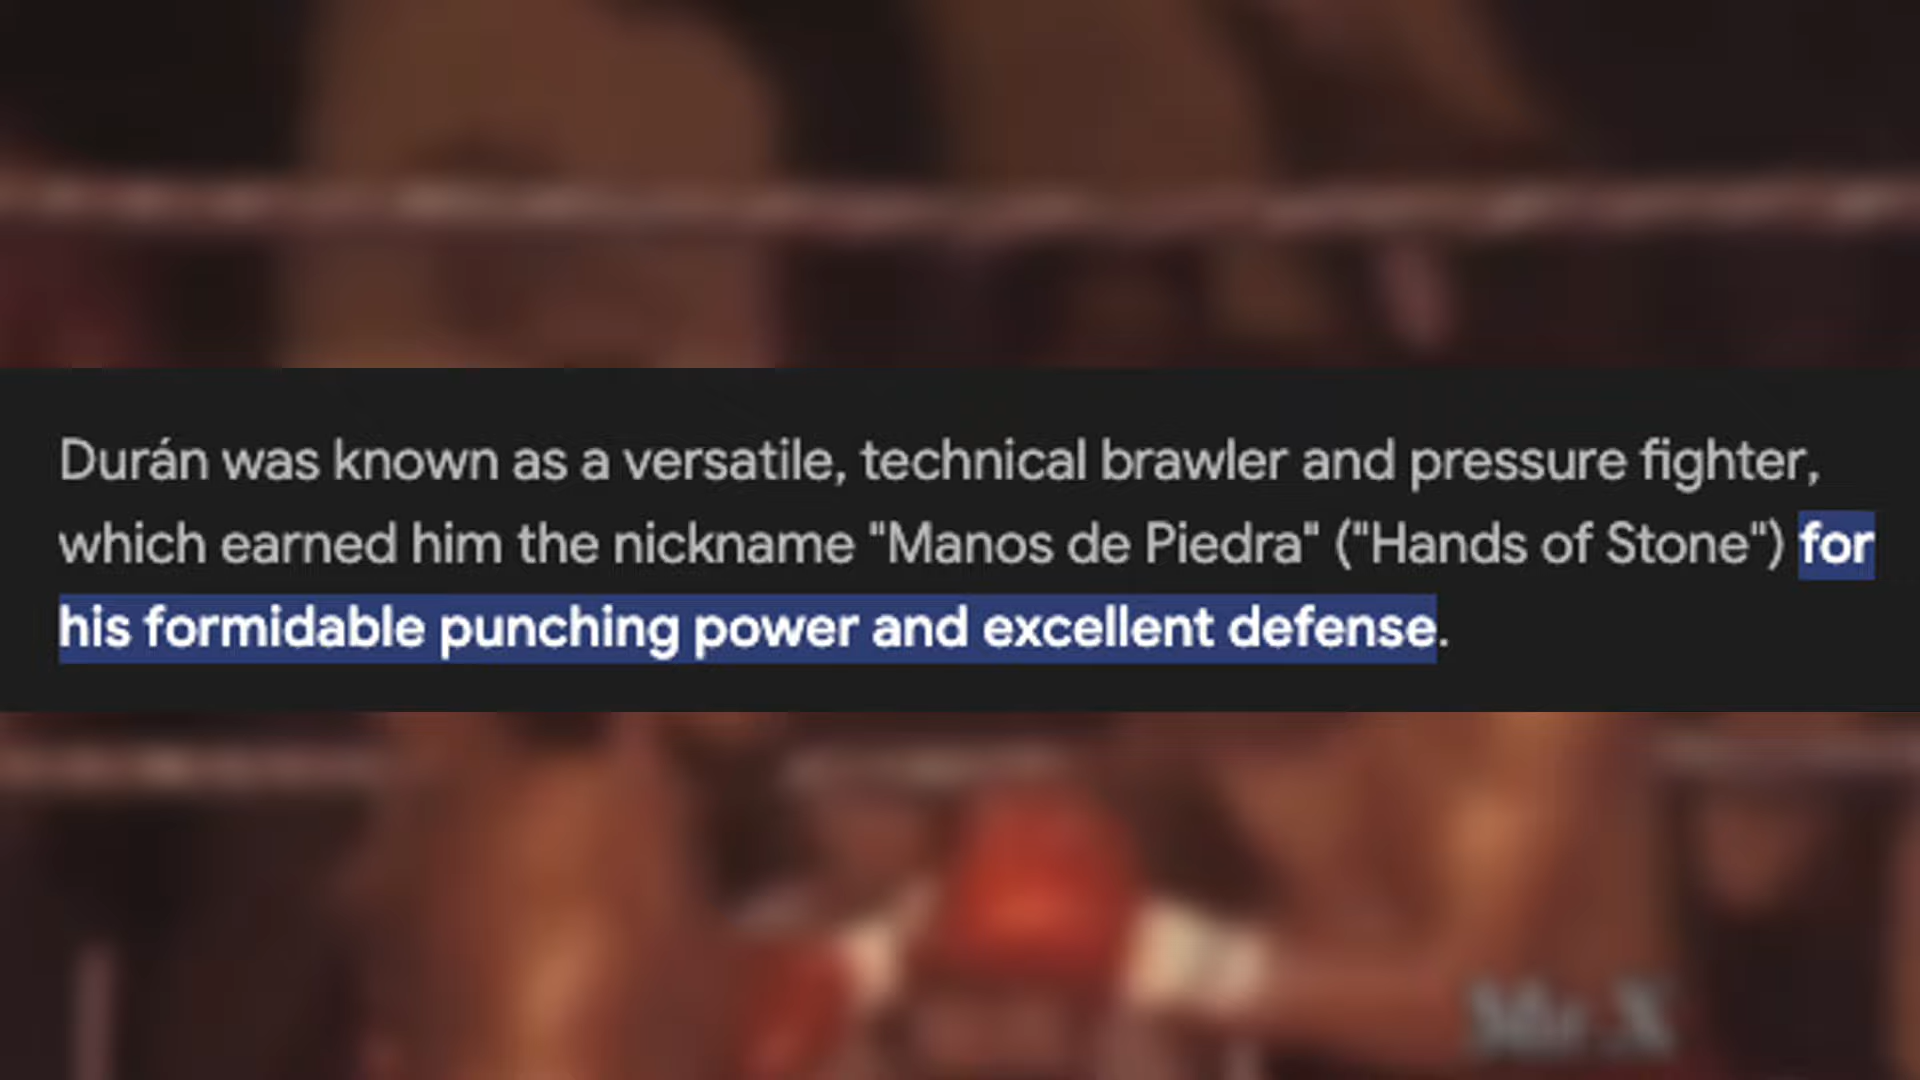 Durán was known as a versatile, technical brawler and pressure fighter,
which earned him the nickname "Manos de Piedra" ("Hands of Stone") for
his formidable punching power and excellent defense.
Mr.X